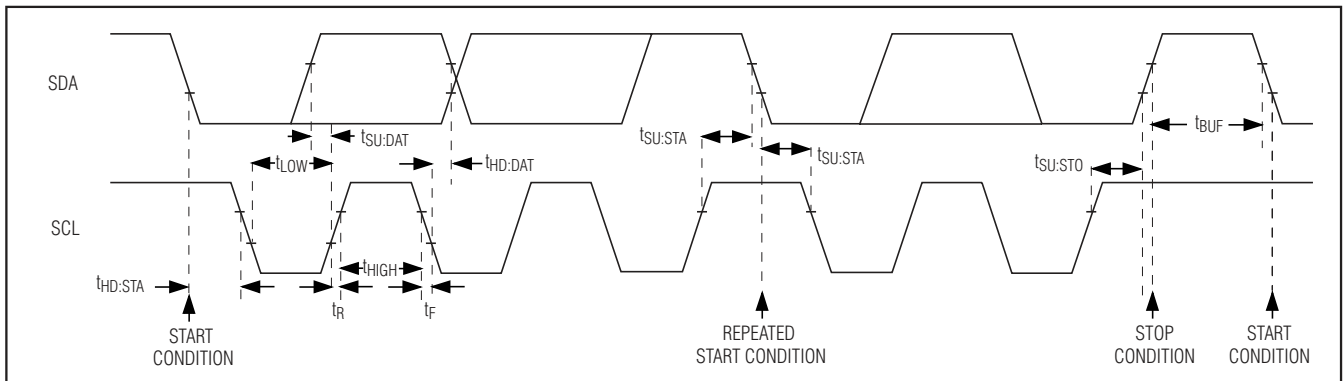 SDA
tSU:DAT
tLOW
tHD:DAT
tSU:STA
tSU:STA
tBUF
tSU:STO
SCL
tHD:STA
tHIGH
tR
tF
START
CONDITION
REPEATED
START CONDITION
STOP
CONDITION
START
CONDITION